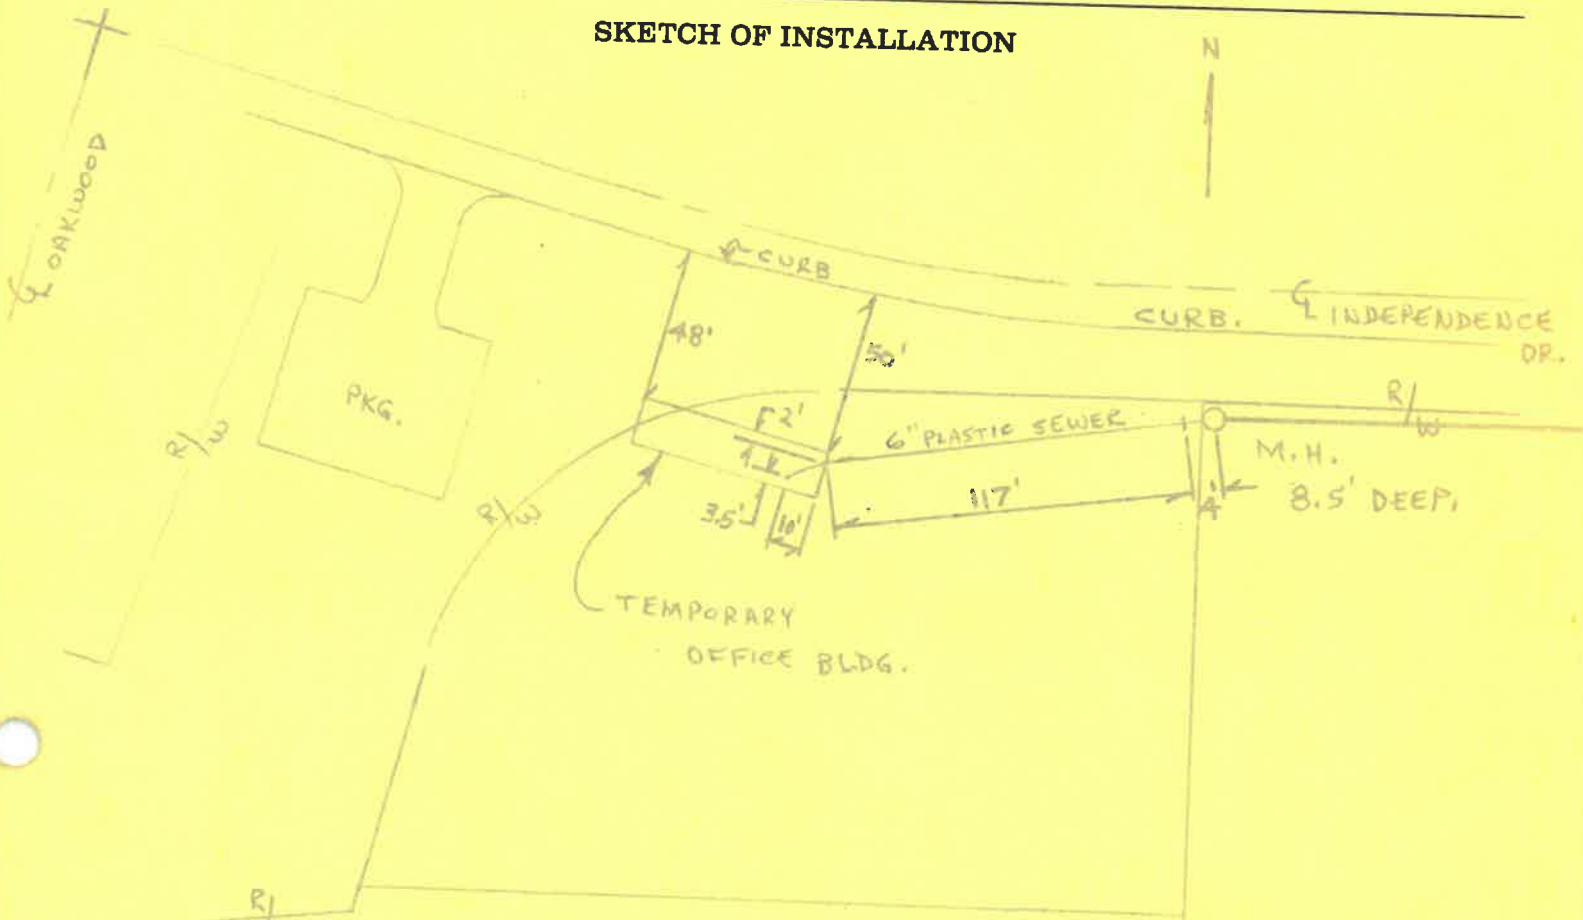 SKETCH OF INSTALLATION
N
℄ OAKWOOD
CURB
CURB.
℄ INDEPENDENCE
DR.
48'
50'
PKG.
R/W
R/W
R/W
2'
6" PLASTIC SEWER
M.H.
8.5' DEEP.
117'
4'
3.5'
10'
TEMPORARY
OFFICE BLDG.
R/